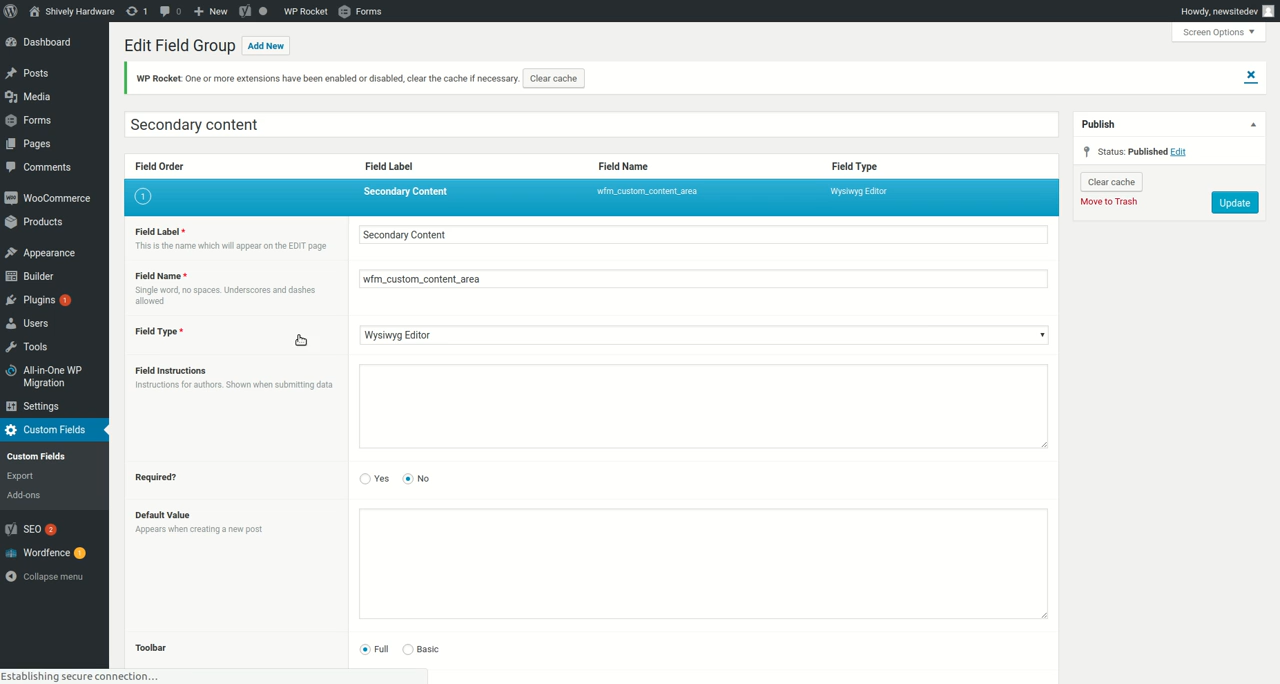 Shively Hardware 1 0 New WP Rocket Forms Howdy, newsitedev
Screen Options
Dashboard
Posts
Media
Forms
Pages
Comments
WooCommerce
Products
Appearance
Builder
Plugins 1
Users
Tools
All-in-One WP
Migration
Settings
Custom Fields
Custom Fields
Export
Add-ons
SEO 2
Wordfence 1
Collapse menu
Edit Field Group Add New
WP Rocket: One or more extensions have been enabled or disabled, clear the cache if necessary. Clear cache
Secondary content
Field Order Field Label Field Name Field Type
1 Secondary Content wfm_custom_content_area Wysiwyg Editor
Field Label * Secondary Content
This is the name which will appear on the EDIT page
Field Name * wfm_custom_content_area
Single word, no spaces. Underscores and dashes
allowed
Field Type * Wysiwyg Editor
Field Instructions
Instructions for authors. Shown when submitting data
Required? Yes No
Default Value
Appears when creating a new post
Toolbar Full Basic
Publish
Status: Published Edit
Clear cache
Move to Trash Update
Establishing secure connection...